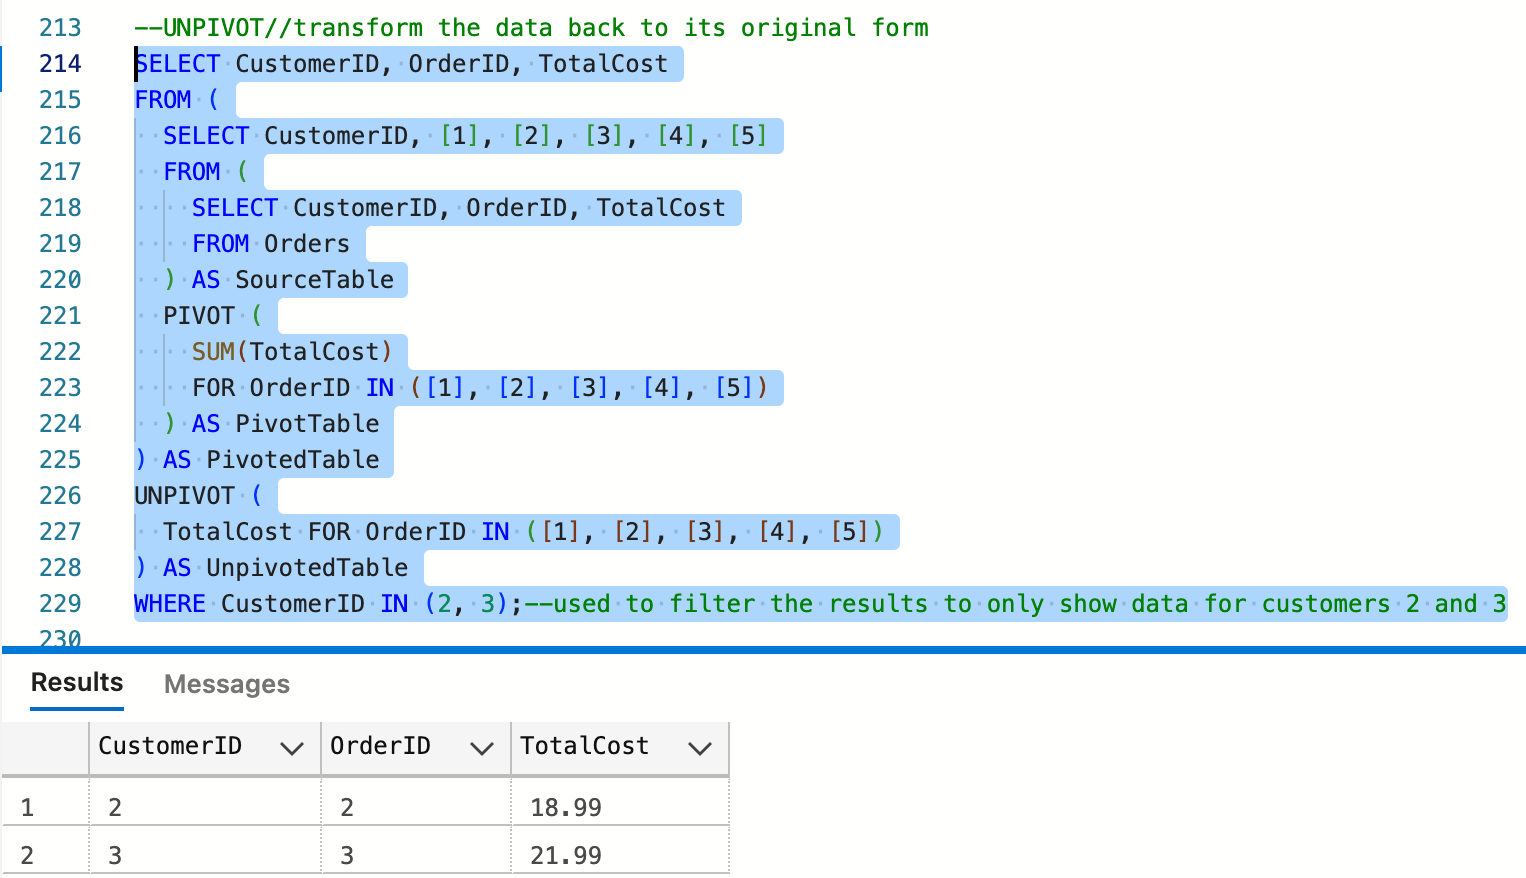 213 --UNPIVOT//transform the data back to its original form
214 SELECT CustomerID, OrderID, TotalCost
215 FROM (
216 SELECT CustomerID, [1], [2], [3], [4], [5]
217 FROM (
218 SELECT CustomerID, OrderID, TotalCost
219 FROM Orders
220 ) AS SourceTable
221 PIVOT (
222 SUM(TotalCost)
223 FOR OrderID IN ([1], [2], [3], [4], [5])
224 ) AS PivotTable
225 ) AS PivotedTable
226 UNPIVOT (
227 TotalCost FOR OrderID IN ([1], [2], [3], [4], [5])
228 ) AS UnpivotedTable
229 WHERE CustomerID IN (2, 3);--used to filter the results to only show data for customers 2 and 3
230
Results Messages
CustomerID OrderID TotalCost
1 2 2 18.99
2 3 3 21.99